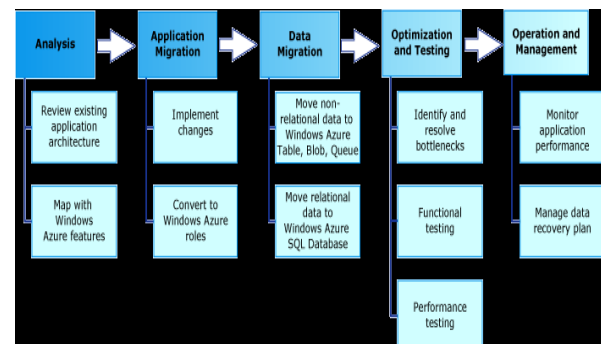 Analysis
Application
Migration
Data
Migration
Optimization
and Testing
Operation and
Management
Review existing
application
architecture
Map with
Windows
Azure features
Implement
changes
Convert to
Windows Azure
roles
Move non-
relational data to
Windows Azure
Table, Blob, Queue
Move relational
data to
Windows Azure
SQL Database
Identify and
resolve
bottlenecks
Functional
testing
Performance
testing
Monitor
application
performance
Manage data
recovery plan